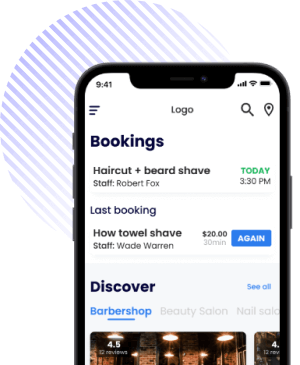 9:41
Logo
Bookings
Haircut + beard shave TODAY
Staff: Robert Fox 3:30 PM
Last booking
How towel shave $20.00 AGAIN
Staff: Wade Warren 30min
Discover See all
Barbershop Beauty Salon Nail salo
4.5 4.
12 reviews